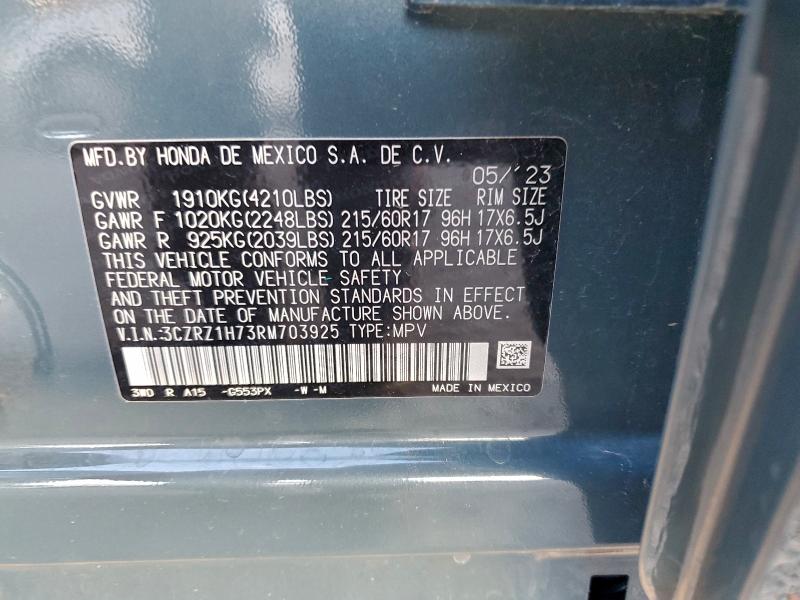 MFD.BY HONDA DE MEXICO S.A. DE C.V.
05/'23
GVWR 1910KG(4210LBS) TIRE SIZE RIM SIZE
GAWR F 1020KG(2248LBS) 215/60R17 96H 17X6.5J
GAWR R 925KG(2039LBS) 215/60R17 96H 17X6.5J
THIS VEHICLE CONFORMS TO ALL APPLICABLE
FEDERAL MOTOR VEHICLE SAFETY
AND THEFT PREVENTION STANDARDS IN EFFECT
ON THE DATE OF MANUFACTURE SHOWN ABOVE.
V.I.N.:3CZRZ1H73RM703925 TYPE:MPV
3WD R A15 -G553PX -W -M MADE IN MEXICO